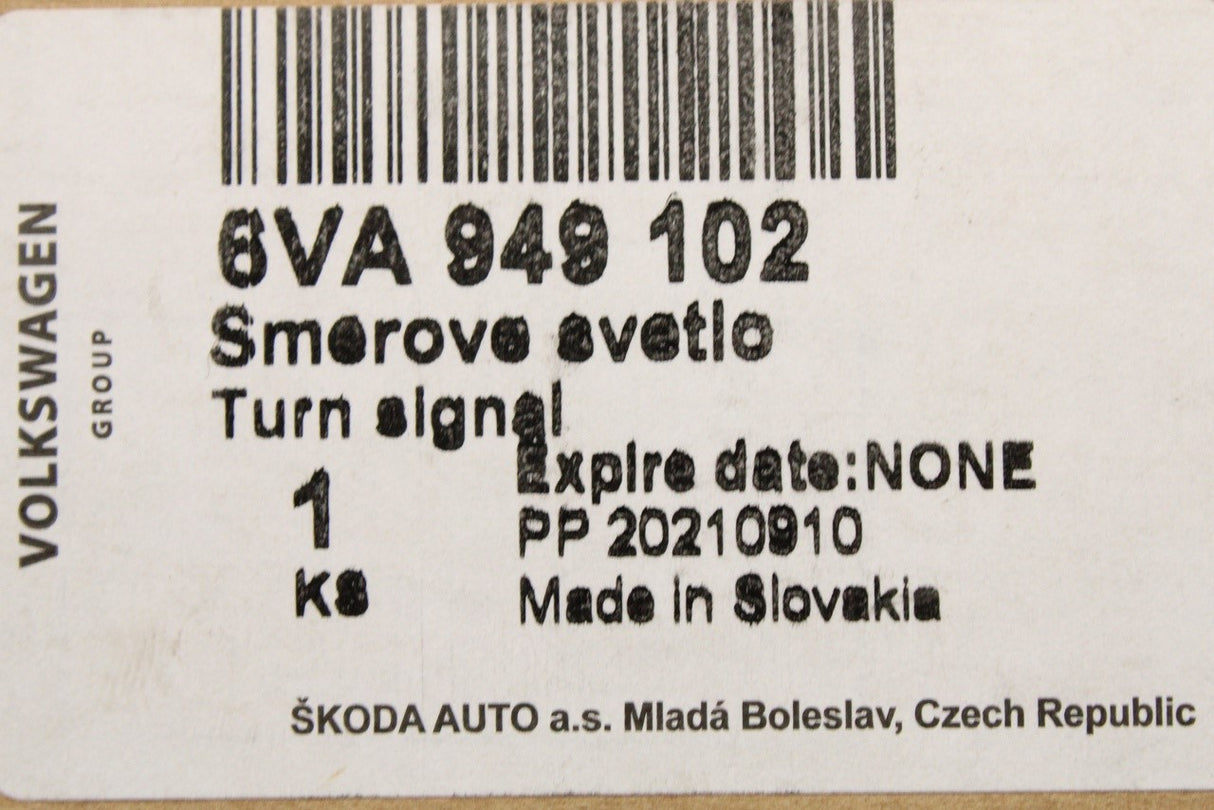 VOLKSWAGEN
GROUP
6VA 949 102
Smerove svetlo
Turn signal
Expire date:NONE
1
PP 20210910
ks
Made in Slovakia
ŠKODA AUTO a.s. Mladá Boleslav, Czech Republic